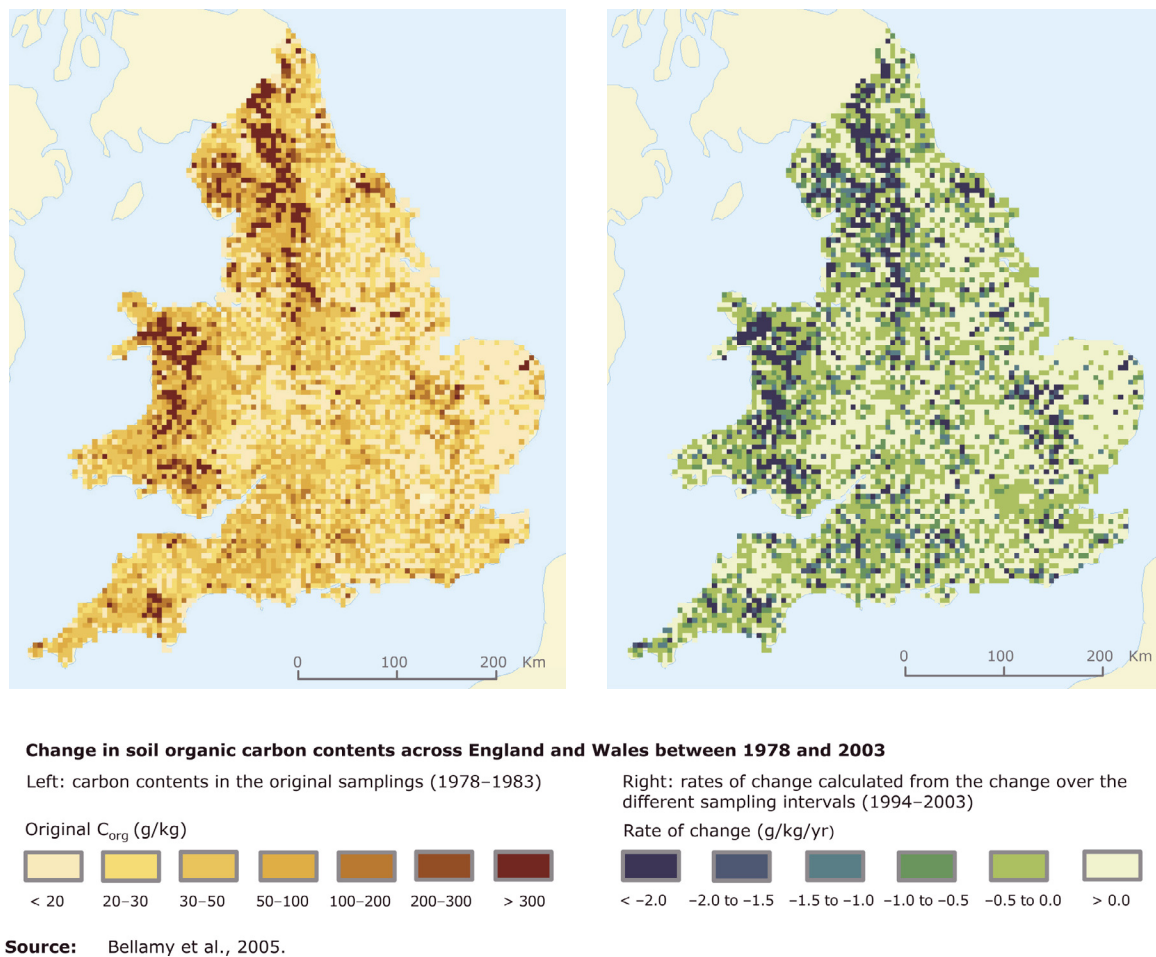 0 100 200 Km
0 100 200 Km
Change in soil organic carbon contents across England and Wales between 1978 and 2003
Left: carbon contents in the original samplings (1978–1983)
Original Corg (g/kg)
< 20 20–30 30–50 50–100 100–200 200–300 > 300
Right: rates of change calculated from the change over the
different sampling intervals (1994–2003)
Rate of change (g/kg/yr)
< –2.0 –2.0 to –1.5 –1.5 to –1.0 –1.0 to –0.5 –0.5 to 0.0 > 0.0
Source: Bellamy et al., 2005.